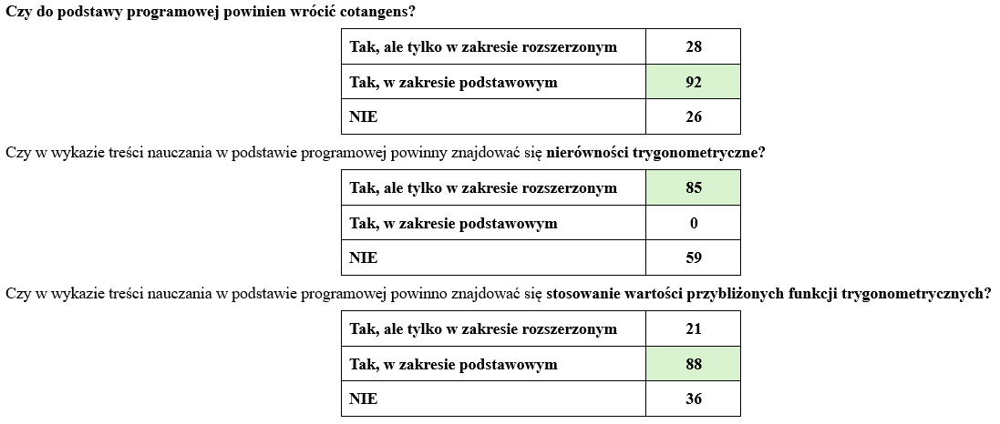 Czy do podstawy programowej powinien wrócić cotangens?
Tak, ale tylko w zakresie rozszerzonym 28
Tak, w zakresie podstawowym 92
NIE 26
Czy w wykazie treści nauczania w podstawie programowej powinny znajdować się nierówności trygonometryczne?
Tak, ale tylko w zakresie rozszerzonym 85
Tak, w zakresie podstawowym 0
NIE 59
Czy w wykazie treści nauczania w podstawie programowej powinno znajdować się stosowanie wartości przybliżonych funkcji trygonometrycznych?
Tak, ale tylko w zakresie rozszerzonym 21
Tak, w zakresie podstawowym 88
NIE 36